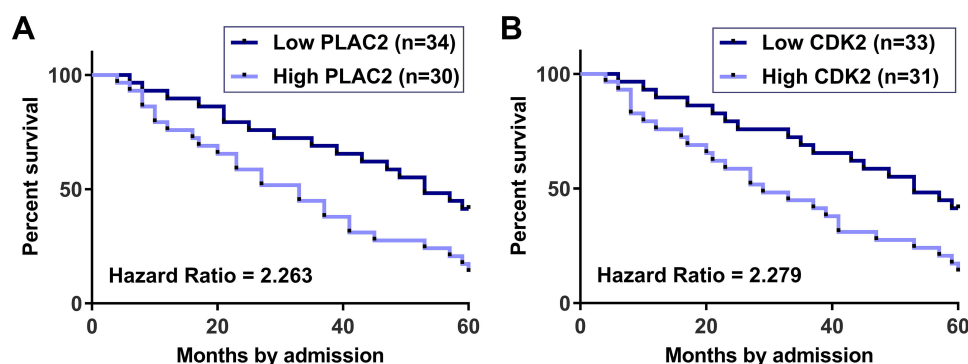 A
Low PLAC2 (n=34)
High PLAC2 (n=30)
Percent survival
100
50
0
Hazard Ratio = 2.263
0 20 40 60
Months by admission
B
Low CDK2 (n=33)
High CDK2 (n=31)
Percent survival
100
50
0
Hazard Ratio = 2.279
0 20 40 60
Months by admission